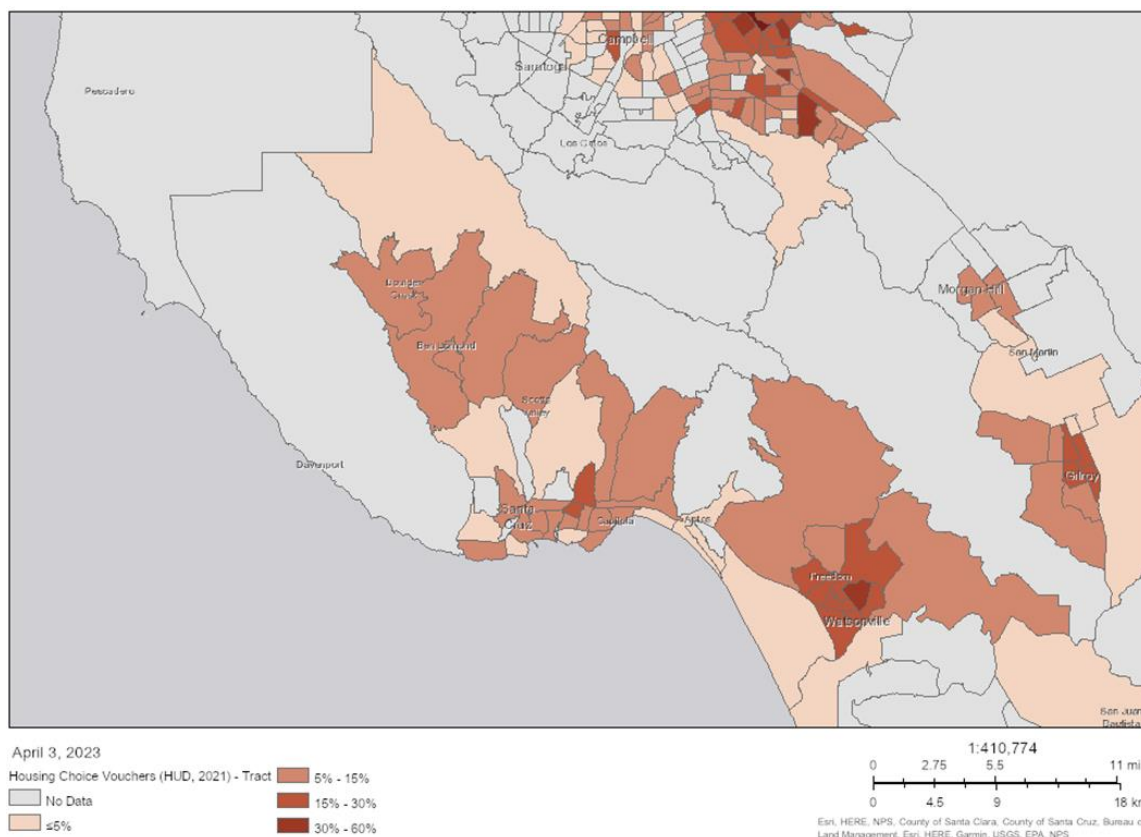 Campbell
Saratoga
Pescadero
Los Gatos
Morgan Hill
San Martin
Ben Lomond
Scotts
Valley
Davenport
Gilroy
Santa
Cruz
Capitola
Aptos
Freedom
Watsonville
San Juan
Bautista
April 3, 2023
Housing Choice Vouchers (HUD, 2021) - Tract
No Data
≤5%
5% - 15%
15% - 30%
30% - 60%
1:410,774
0 2.75 5.5 11 mi
0 4.5 9 18 km
Esri, HERE, NPS, County of Santa Clara, County of Santa Cruz, Bureau o
Land Management, Esri, HERE, Garmin, USGS, EPA, NPS